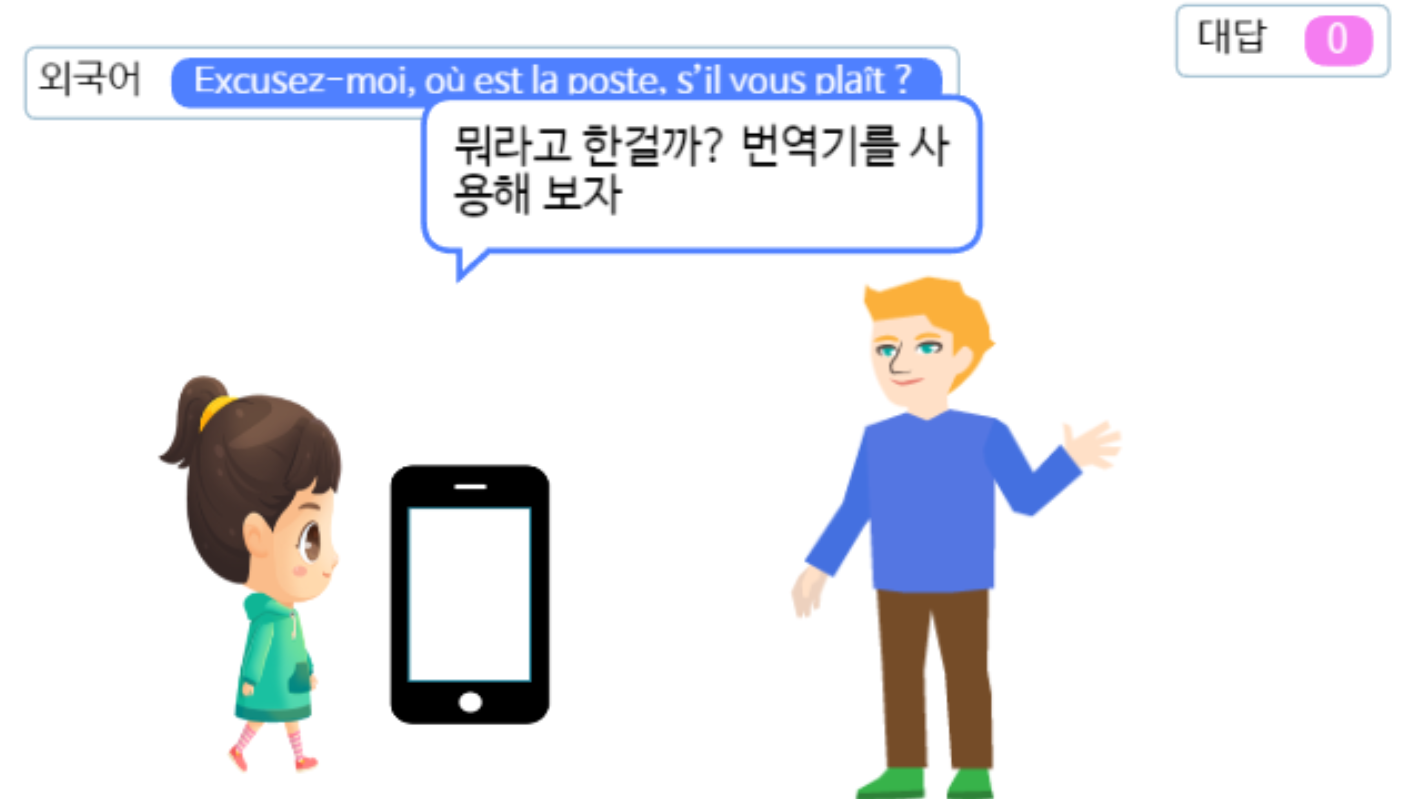 대답 0
외국어 Excusez-moi, où est la poste, s’il vous plaît ?
뭐라고 한걸까? 번역기를 사
용해 보자